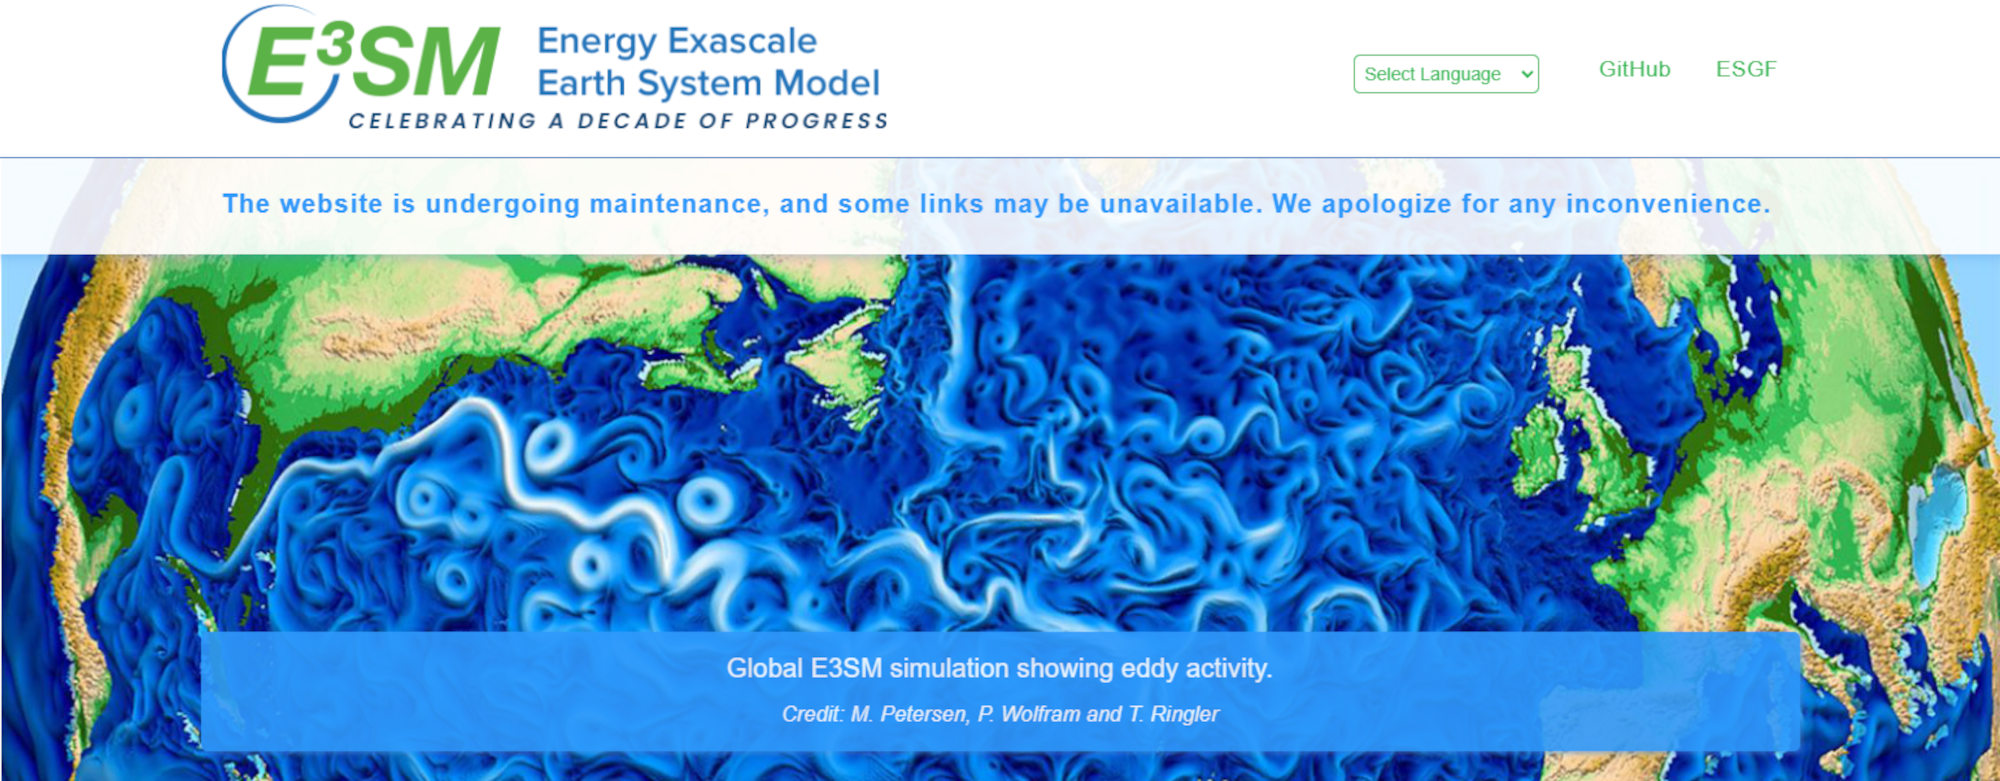 E³SM
Energy Exascale
Earth System Model
CELEBRATING A DECADE OF PROGRESS
Select Language
GitHub
ESGF
The website is undergoing maintenance, and some links may be unavailable. We apologize for any inconvenience.
Global E3SM simulation showing eddy activity.
Credit: M. Petersen, P. Wolfram and T. Ringler